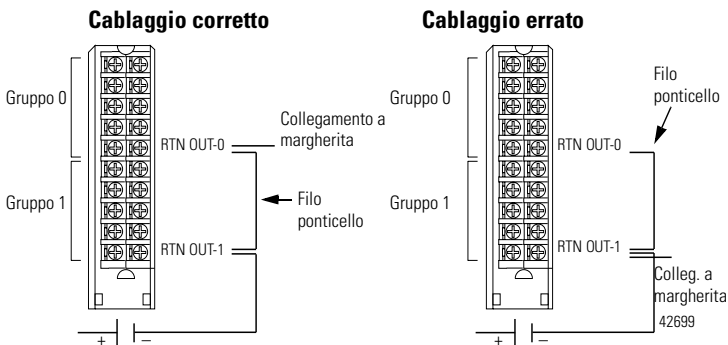 Cablaggio corretto
Gruppo 0
RTN OUT-0
Collegamento a
margherita
Gruppo 1
Filo
ponticello
RTN OUT-1
+ –
Cablaggio errato
Gruppo 0
Filo
ponticello
RTN OUT-0
Gruppo 1
RTN OUT-1
Colleg. a
margherita
42699
+ –